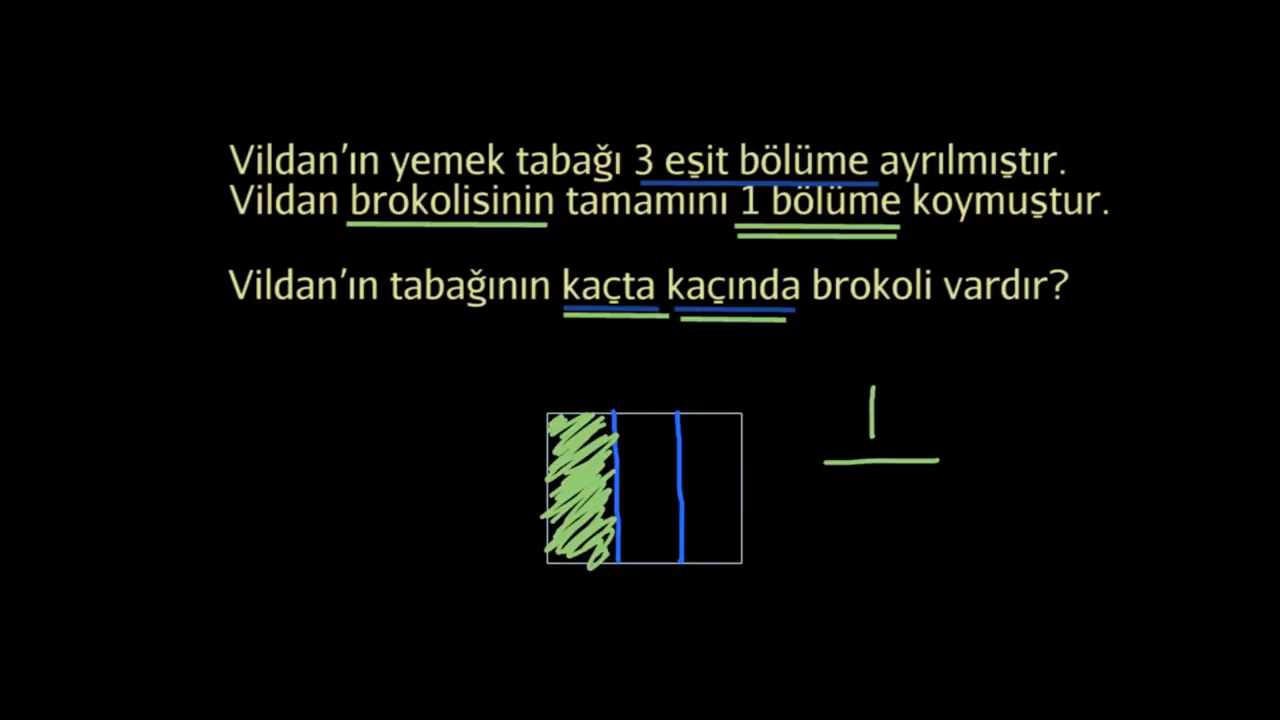 Vildan'ın yemek tabağı 3 eşit bölüme ayrılmıştır.
Vildan brokolisinin tamamını 1 bölüme koymuştur.
Vildan'ın tabağının kaçta kaçında brokoli vardır?
1